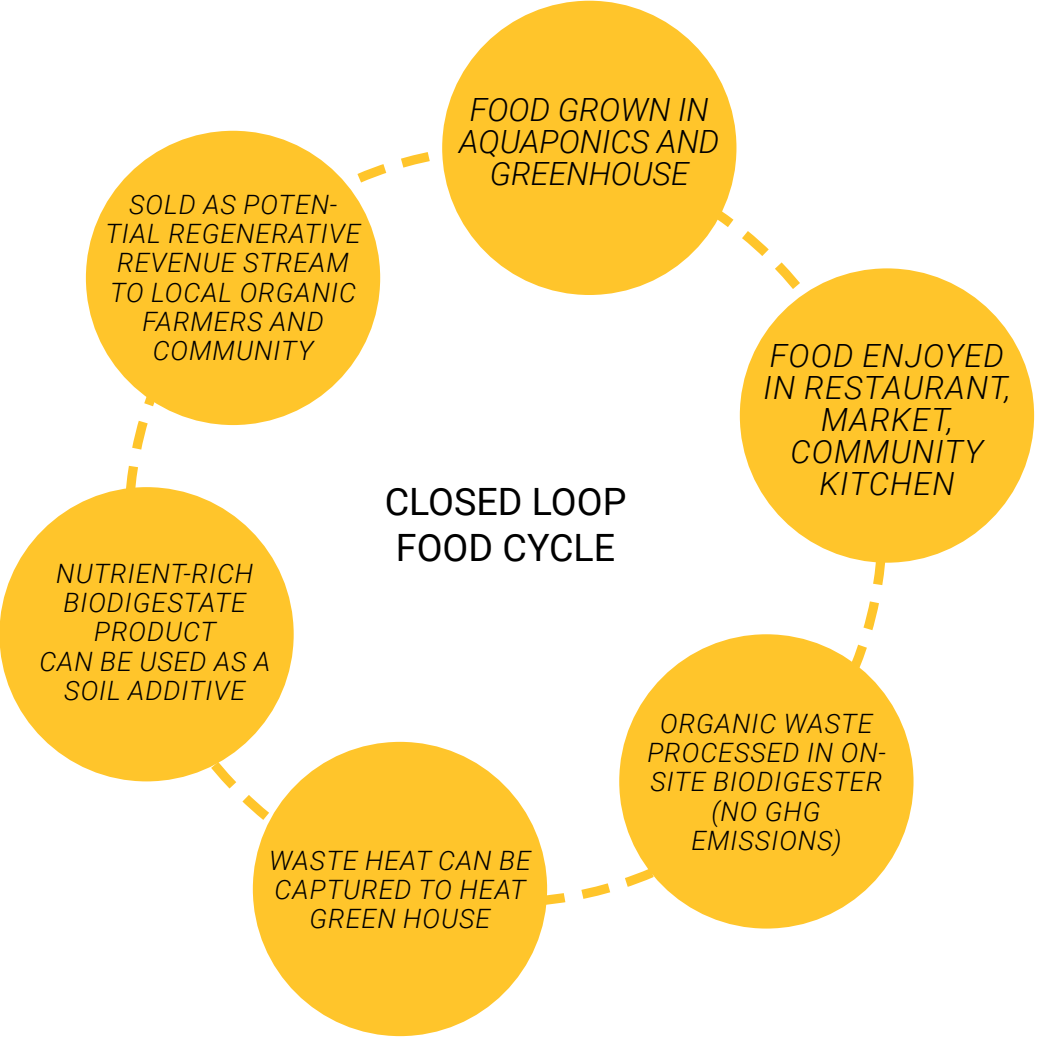 FOOD GROWN IN
AQUAPONICS AND
GREENHOUSE
FOOD ENJOYED
IN RESTAURANT,
MARKET,
COMMUNITY
KITCHEN
ORGANIC WASTE
PROCESSED IN ON-
SITE BIODIGESTER
(NO GHG
EMISSIONS)
WASTE HEAT CAN BE
CAPTURED TO HEAT
GREEN HOUSE
NUTRIENT-RICH
BIODIGESTATE
PRODUCT
CAN BE USED AS A
SOIL ADDITIVE
SOLD AS POTEN-
TIAL REGENERATIVE
REVENUE STREAM
TO LOCAL ORGANIC
FARMERS AND
COMMUNITY
CLOSED LOOP
FOOD CYCLE